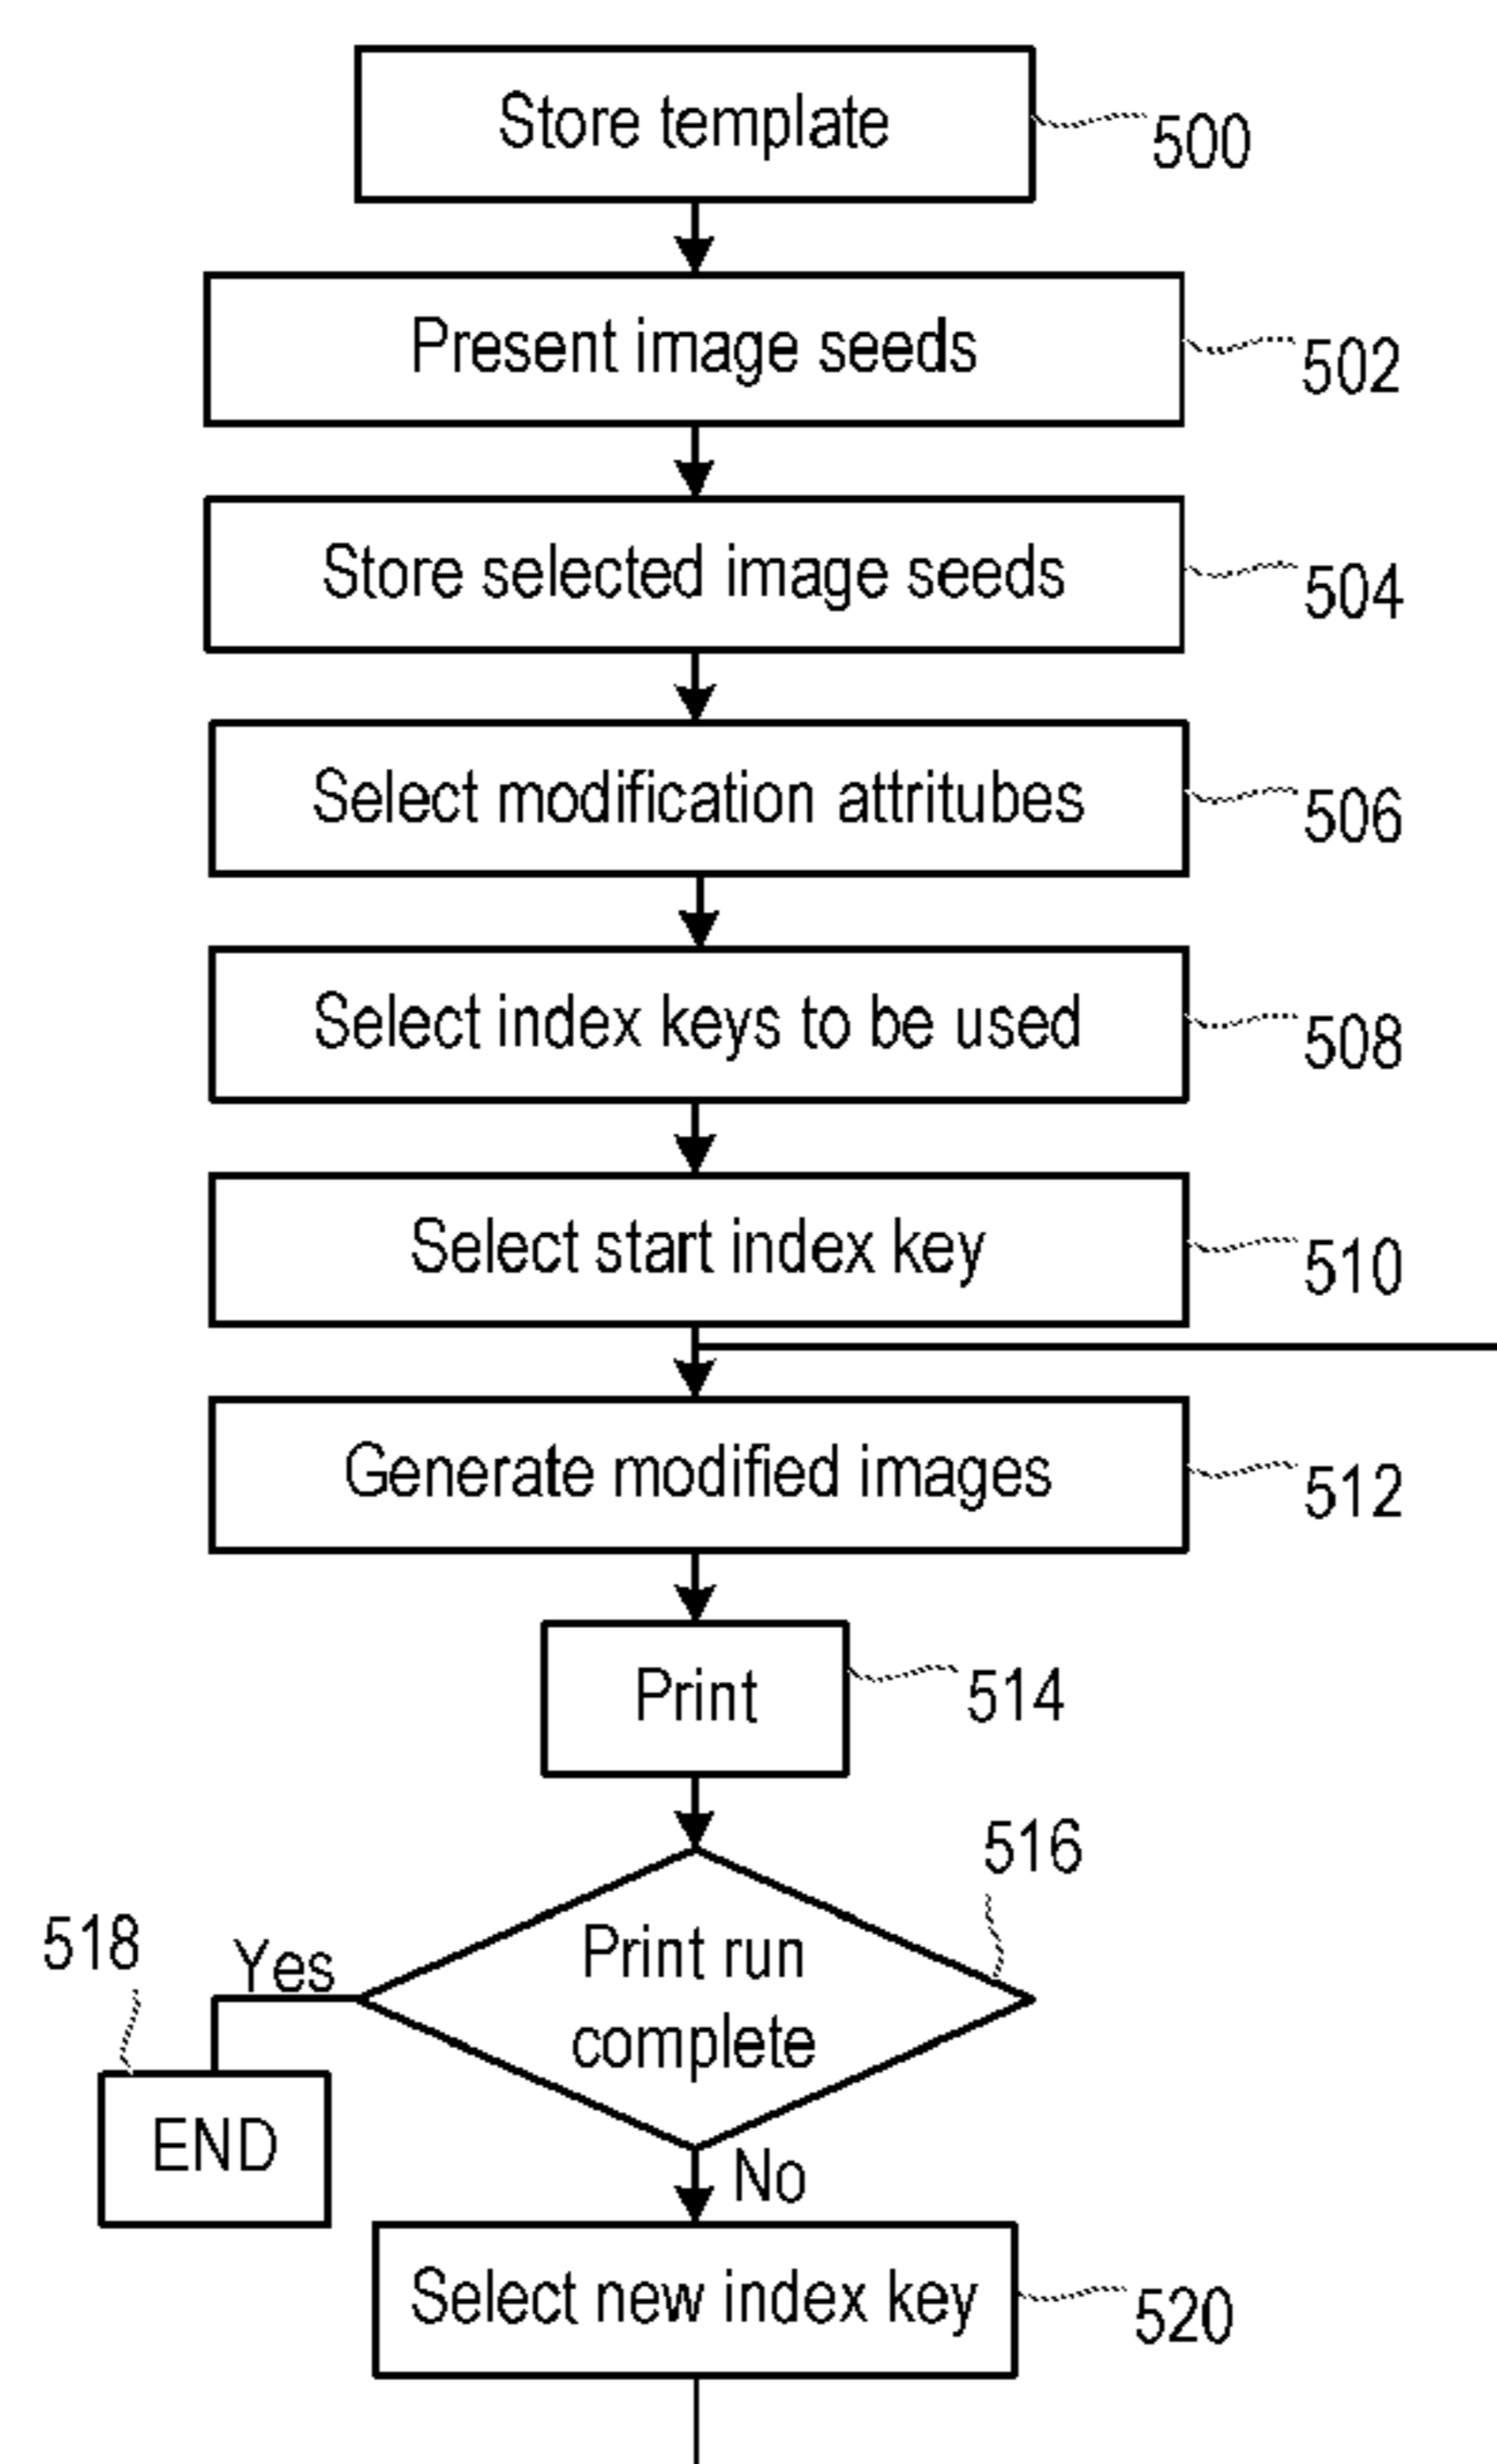 Store template
500
Present image seeds
502
Store selected image seeds
504
Select modification attritubes
506
Select index keys to be used
508
Select start index key
510
Generate modified images
512
Print
514
516
Print run
complete
518
Yes
END
No
Select new index key
520